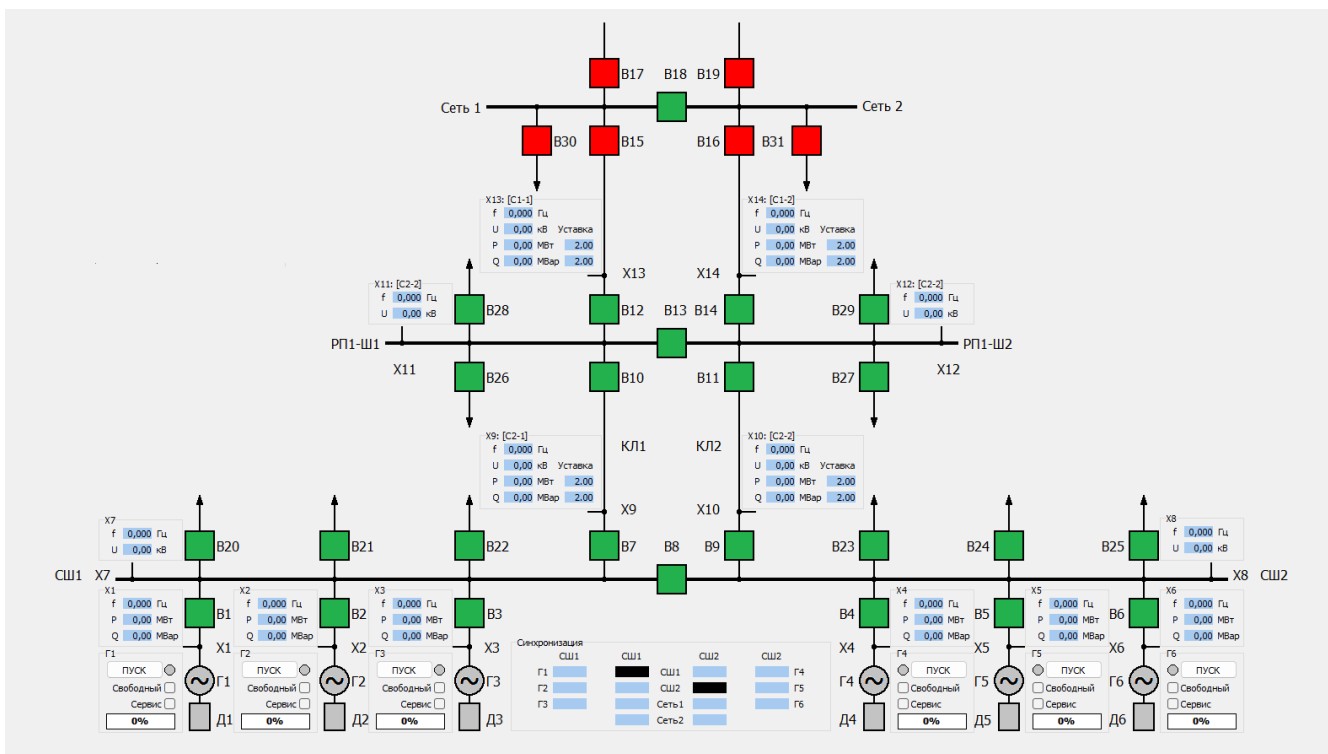 В17 В18 В19
Сеть 1 Сеть 2
В30 В15 В16 В31
X13: [C1-1] X14: [C1-2]
f 0,000 Гц f 0,000 Гц
U 0,00 кВ Уставка U 0,00 кВ Уставка
P 0,00 МВт 2.00 P 0,00 МВт 2.00
Q 0,00 МВар 2.00 Q 0,00 МВар 2.00
X13 X14
X11: [C2-2] X12: [C2-2]
f 0,000 Гц f 0,000 Гц
U 0,00 кВ U 0,00 кВ
В28 В12 В13 В14 В29
РП1-Ш1 РП1-Ш2
X11 X12
В26 В10 В11 В27
X9: [C2-1] X10: [C2-2]
f 0,000 Гц КЛ1 КЛ2 f 0,000 Гц
U 0,00 кВ Уставка U 0,00 кВ Уставка
P 0,00 МВт 2.00 P 0,00 МВт 2.00
Q 0,00 МВар 2.00 Q 0,00 МВар 2.00
X9 X10
X7 X8
f 0,000 Гц f 0,000 Гц
U 0,00 кВ U 0,00 кВ
В20 В21 В22 В7 В8 В9 В23 В24 В25
СШ1 X7 X8 СШ2
X1 X2 X3 X4 X5 X6
f 0,000 Гц f 0,000 Гц f 0,000 Гц f 0,000 Гц f 0,000 Гц f 0,000 Гц
P 0,00 МВт P 0,00 МВт P 0,00 МВт P 0,00 МВт P 0,00 МВт P 0,00 МВт
Q 0,00 МВар Q 0,00 МВар Q 0,00 МВар Q 0,00 МВар Q 0,00 МВар Q 0,00 МВар
В1 В2 В3 В4 В5 В6
X1 X2 X3 X4 X5 X6
Г1 Г2 Г3 Г4 Г5 Г6
ПУСК ПУСК ПУСК ПУСК ПУСК ПУСК
Свободный Свободный Свободный Свободный Свободный Свободный
Сервис Сервис Сервис Сервис Сервис Сервис
0% 0% 0% 0% 0% 0%
Г1 Г2 Г3 Г4 Г5 Г6
Д1 Д2 Д3 Д4 Д5 Д6
Синхронизация
СШ1 СШ1 СШ2 СШ2
Г1 СШ1 Г4
Г2 СШ2 Г5
Г3 Сеть1 Г6
Сеть2